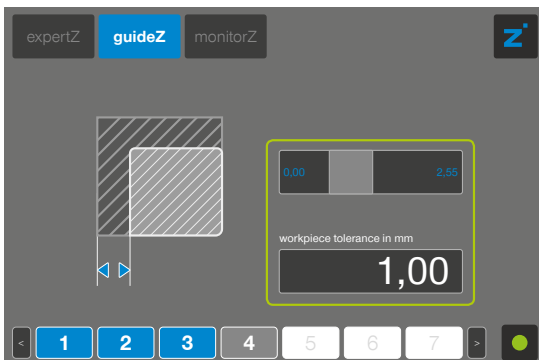 expertZ guideZ monitorZ z
0,00 2,55
workpiece tolerance in mm
1,00
< 1 2 3 4 5 6 7 >